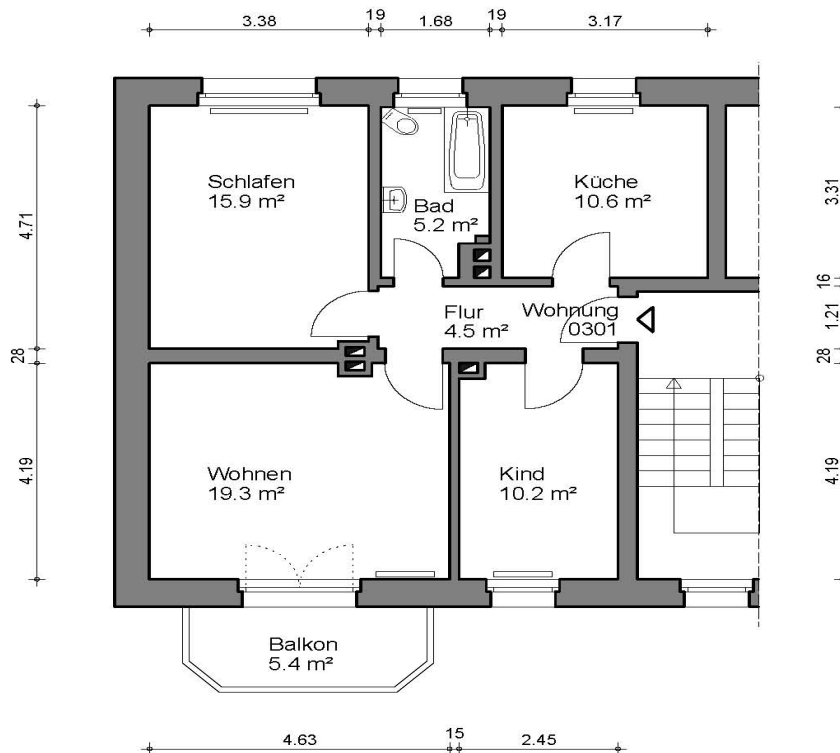 3.38
19
1.68
19
3.17
Schlafen
15.9 m²
Bad
5.2 m²
Küche
10.6 m²
4.71
3.31
16
1.21
28
Flur
4.5 m²
Wohnung
0301
28
4.19
Wohnen
19.3 m²
Kind
10.2 m²
4.19
Balkon
5.4 m²
4.63
15
2.45